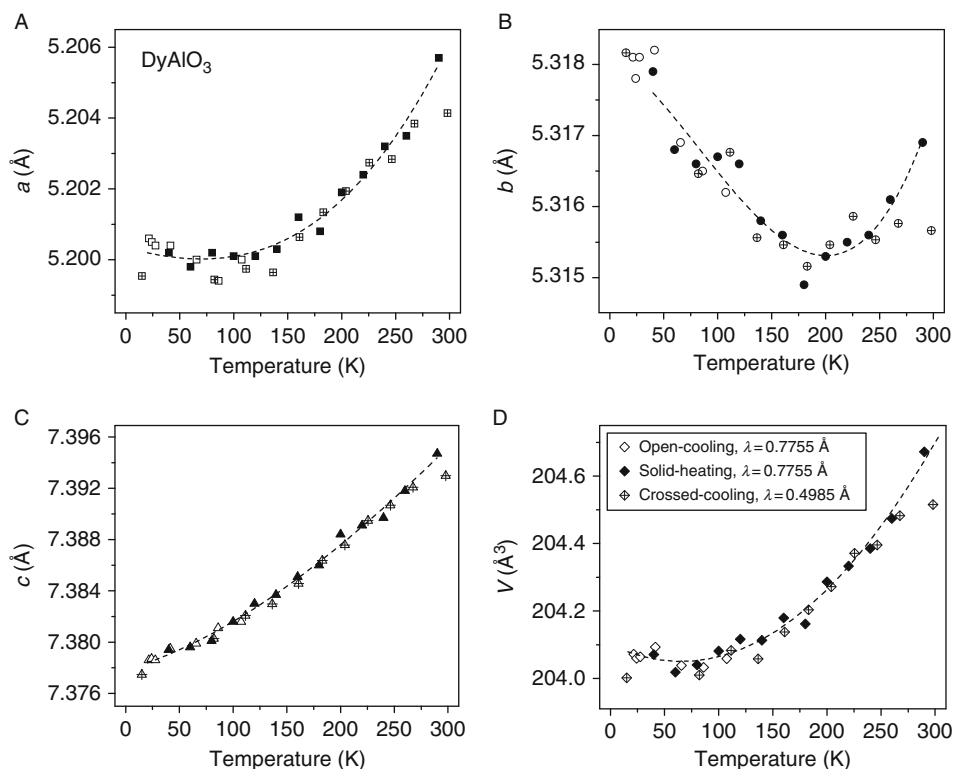 A
DyAlO₃
5.206
5.204
5.202
5.200
a (Å)
0 50 100 150 200 250 300
Temperature (K)
B
5.318
5.317
5.316
5.315
b (Å)
0 50 100 150 200 250 300
Temperature (K)
C
7.396
7.392
7.388
7.384
7.380
7.376
c (Å)
0 50 100 150 200 250 300
Temperature (K)
D
Open-cooling, λ=0.7755 Å
Solid-heating, λ=0.7755 Å
Crossed-cooling, λ=0.4985 Å
204.6
204.4
204.2
204.0
V (Å³)
0 50 100 150 200 250 300
Temperature (K)